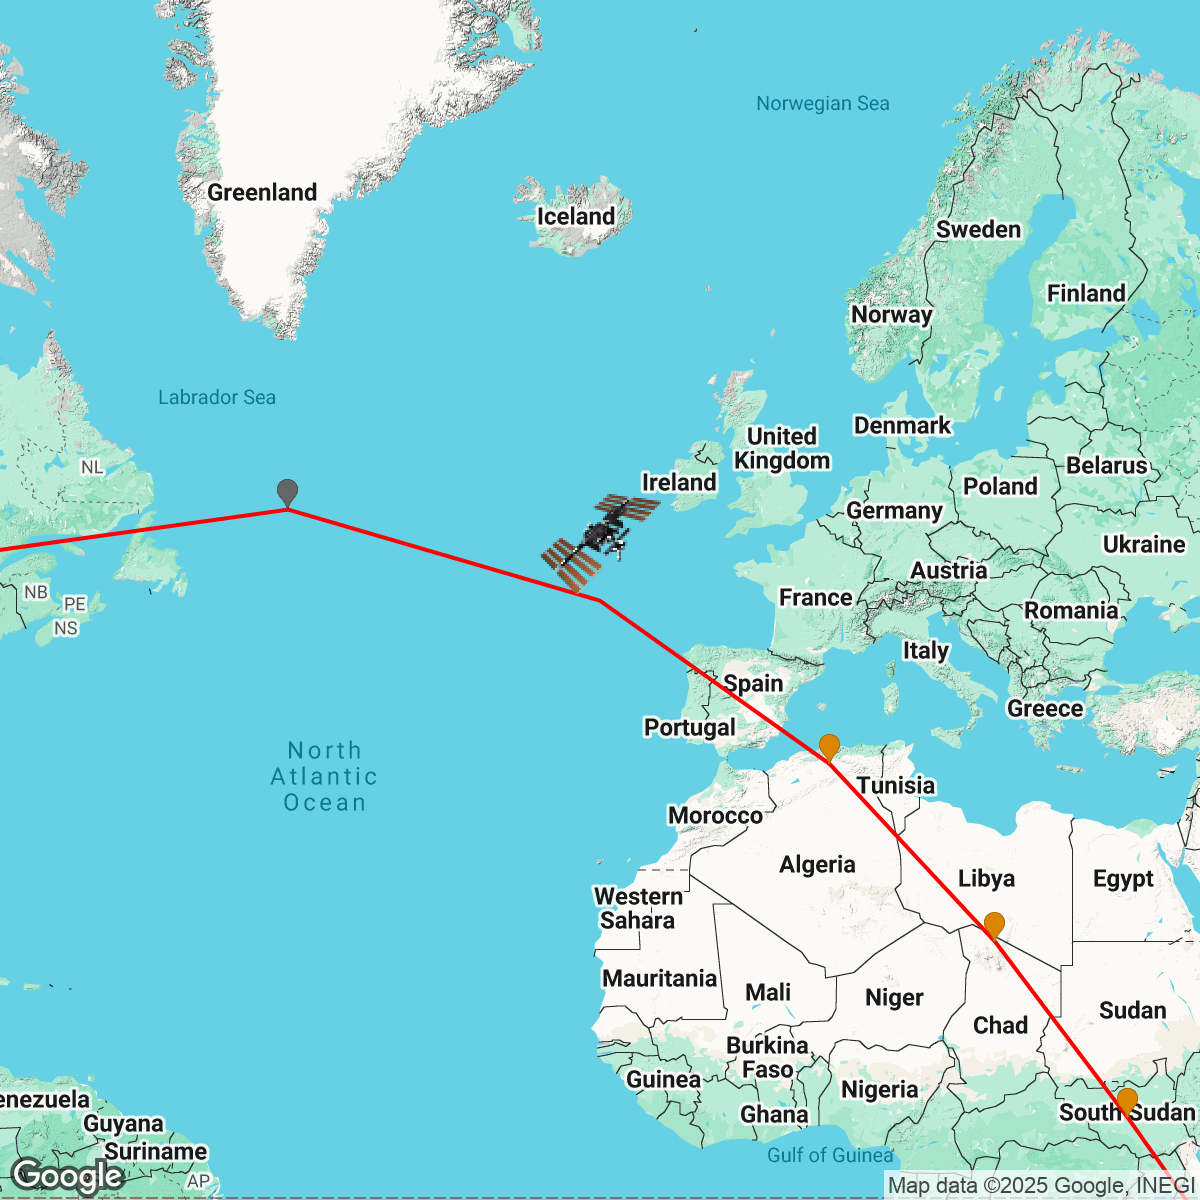 Norwegian Sea
Greenland
Iceland
Sweden
Finland
Norway
Labrador Sea
Denmark
United
Kingdom
NL
Ireland
Belarus
Poland
Germany
Ukraine
Austria
NB
PE
NS
France
Romania
Italy
Spain
Greece
Portugal
North
Atlantic
Ocean
Tunisia
Morocco
Algeria
Libya
Egypt
Western
Sahara
Mauritania
Mali
Niger
Sudan
Chad
Burkina
Faso
Guinea
Nigeria
enezuela
Ghana
South Sudan
Guyana
Suriname
Gulf of Guinea
AP
Google
Map data ©2025 Google, INEGI